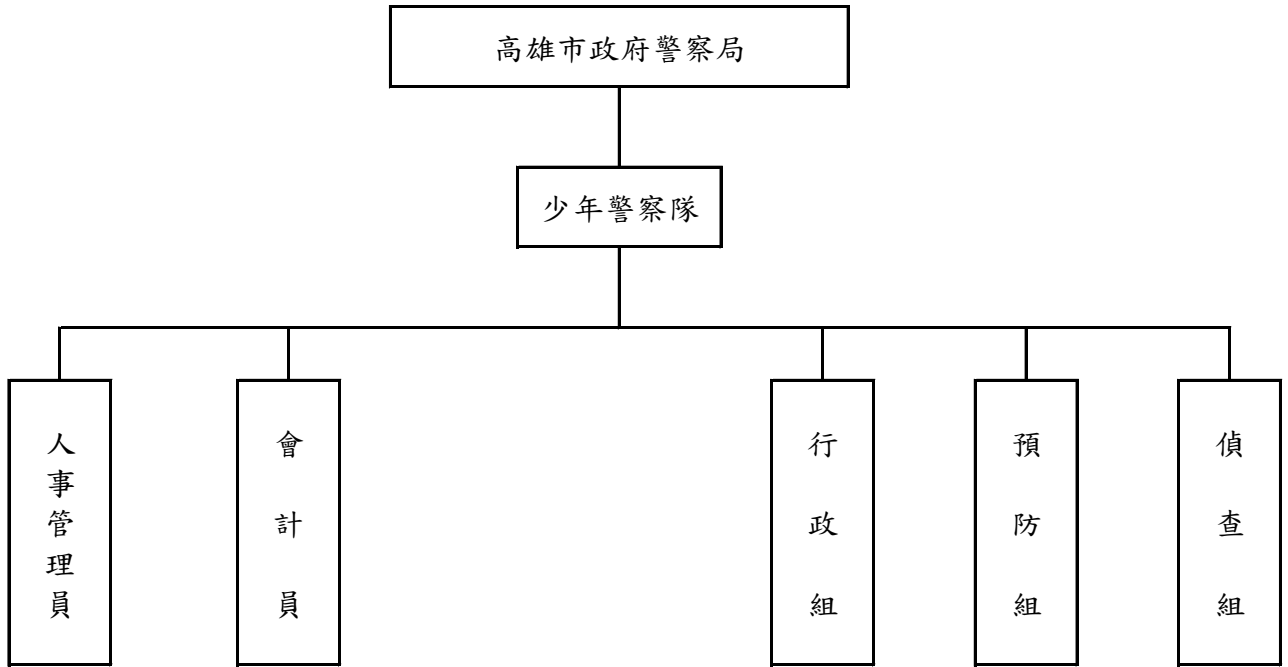 高雄市政府警察局
少年警察隊
人事管理員
會計員
行政組
預防組
偵查組